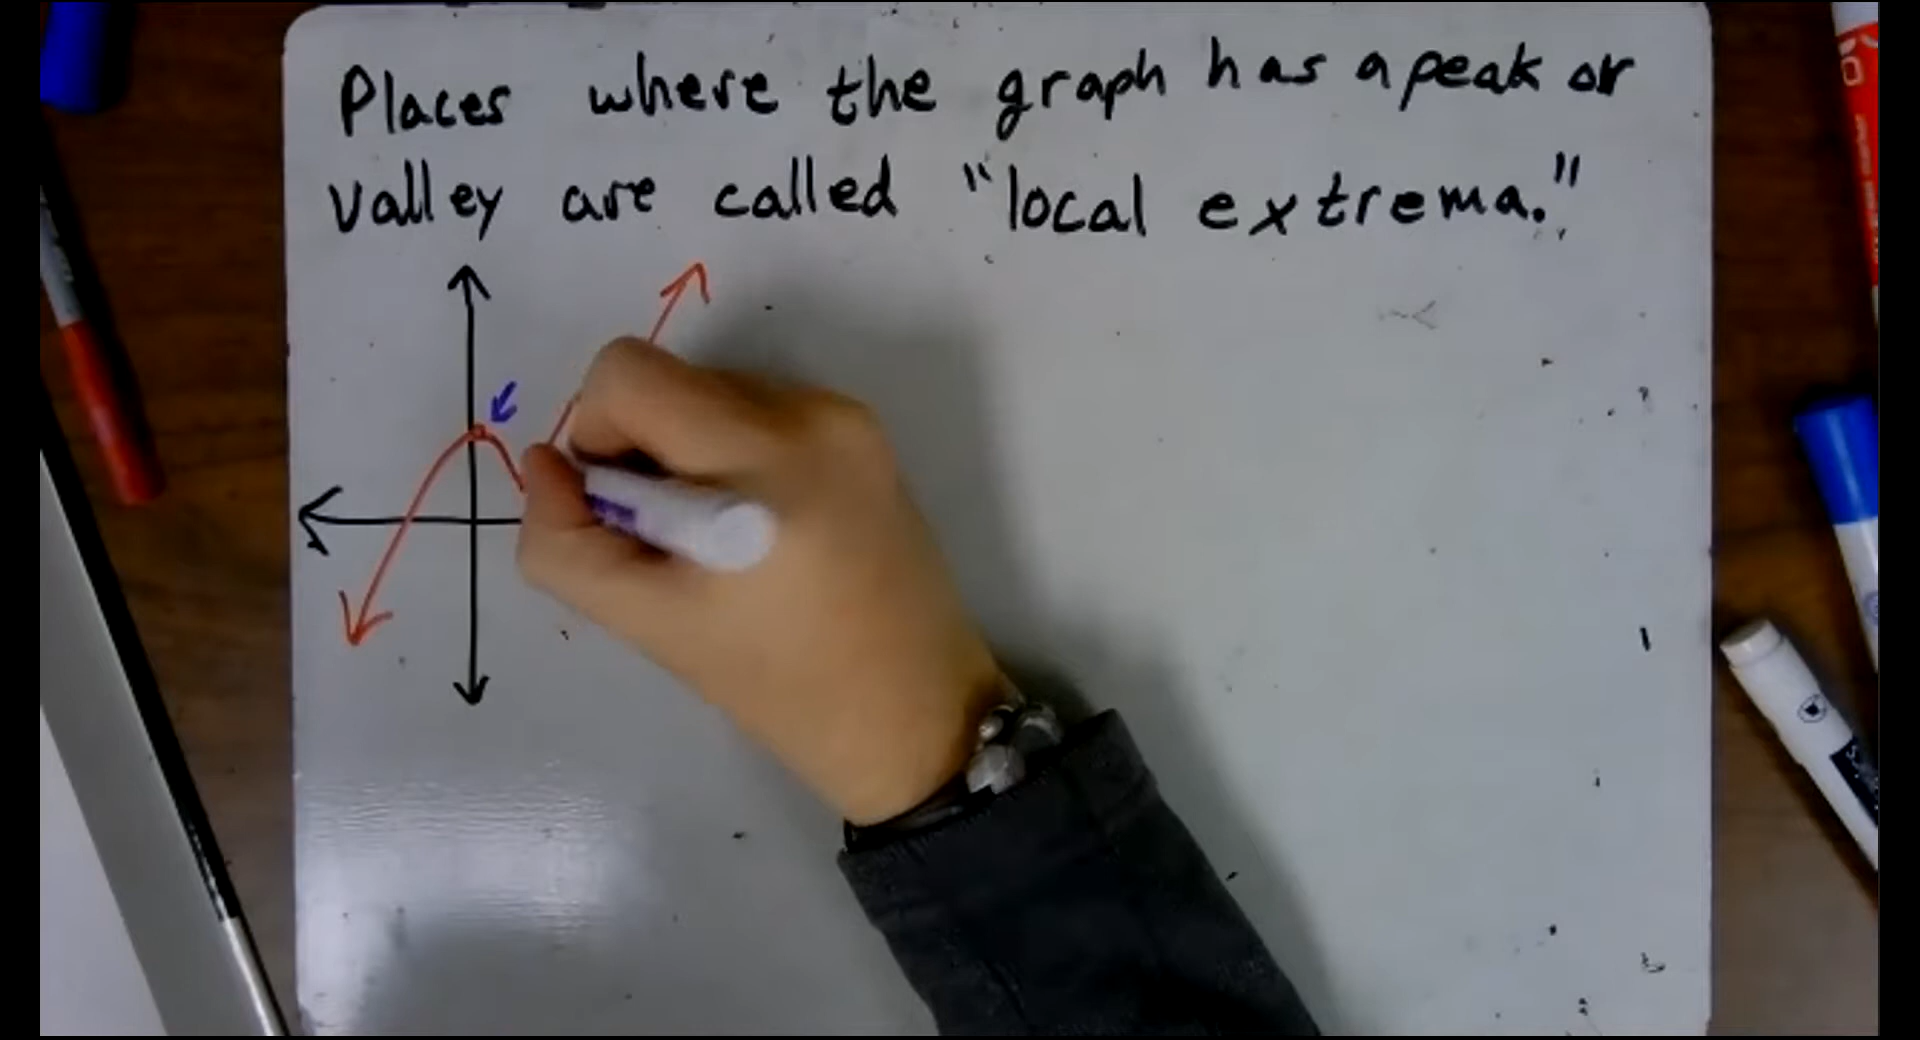 Places where the graph has a peak or
valley are called "local extrema."